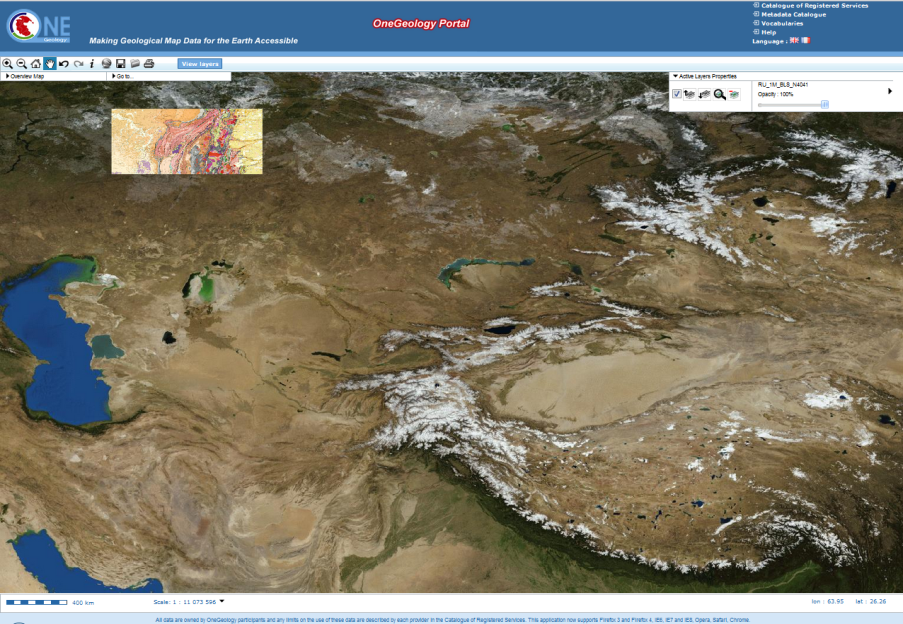 ONE
Geology
Making Geological Map Data for the Earth Accessible
OneGeology Portal
Catalogue of Registered Services
Metadata Catalogue
Vocabularies
Help
Language :
View layers
Overview Map
Go to...
Active Layers Properties
RU_1M_BLS_N4041
Opacity : 100%
400 km
Scale: 1 : 11 073 596
lon : 63.95 lat : 26.26
All data are owned by OneGeology participants and any limits on the use of these data are described by each provider in the Catalogue of Registered Services. This application now supports Firefix 3 and Firefix 4, IE6, IE7 and IE8, Opera, Safari, Chrome